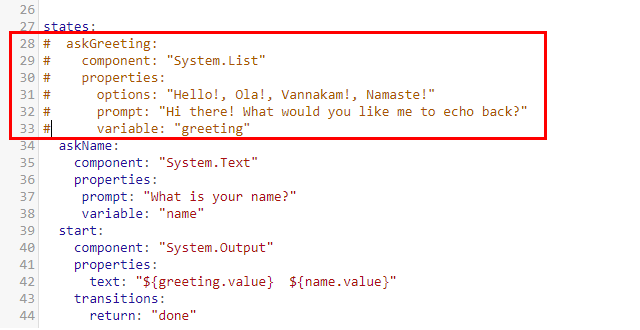 26
27 states:
28 #  askGreeting:
29 #    component: "System.List"
30 #    properties:
31 #      options: "Hello!, Ola!, Vannakam!, Namaste!"
32 #      prompt: "Hi there! What would you like me to echo back?"
33 #      variable: "greeting"
34   askName:
35     component: "System.Text"
36     properties:
37      prompt: "What is your name?"
38      variable: "name"
39   start:
40     component: "System.Output"
41     properties:
42       text: "${greeting.value}  ${name.value}"
43     transitions:
44       return: "done"